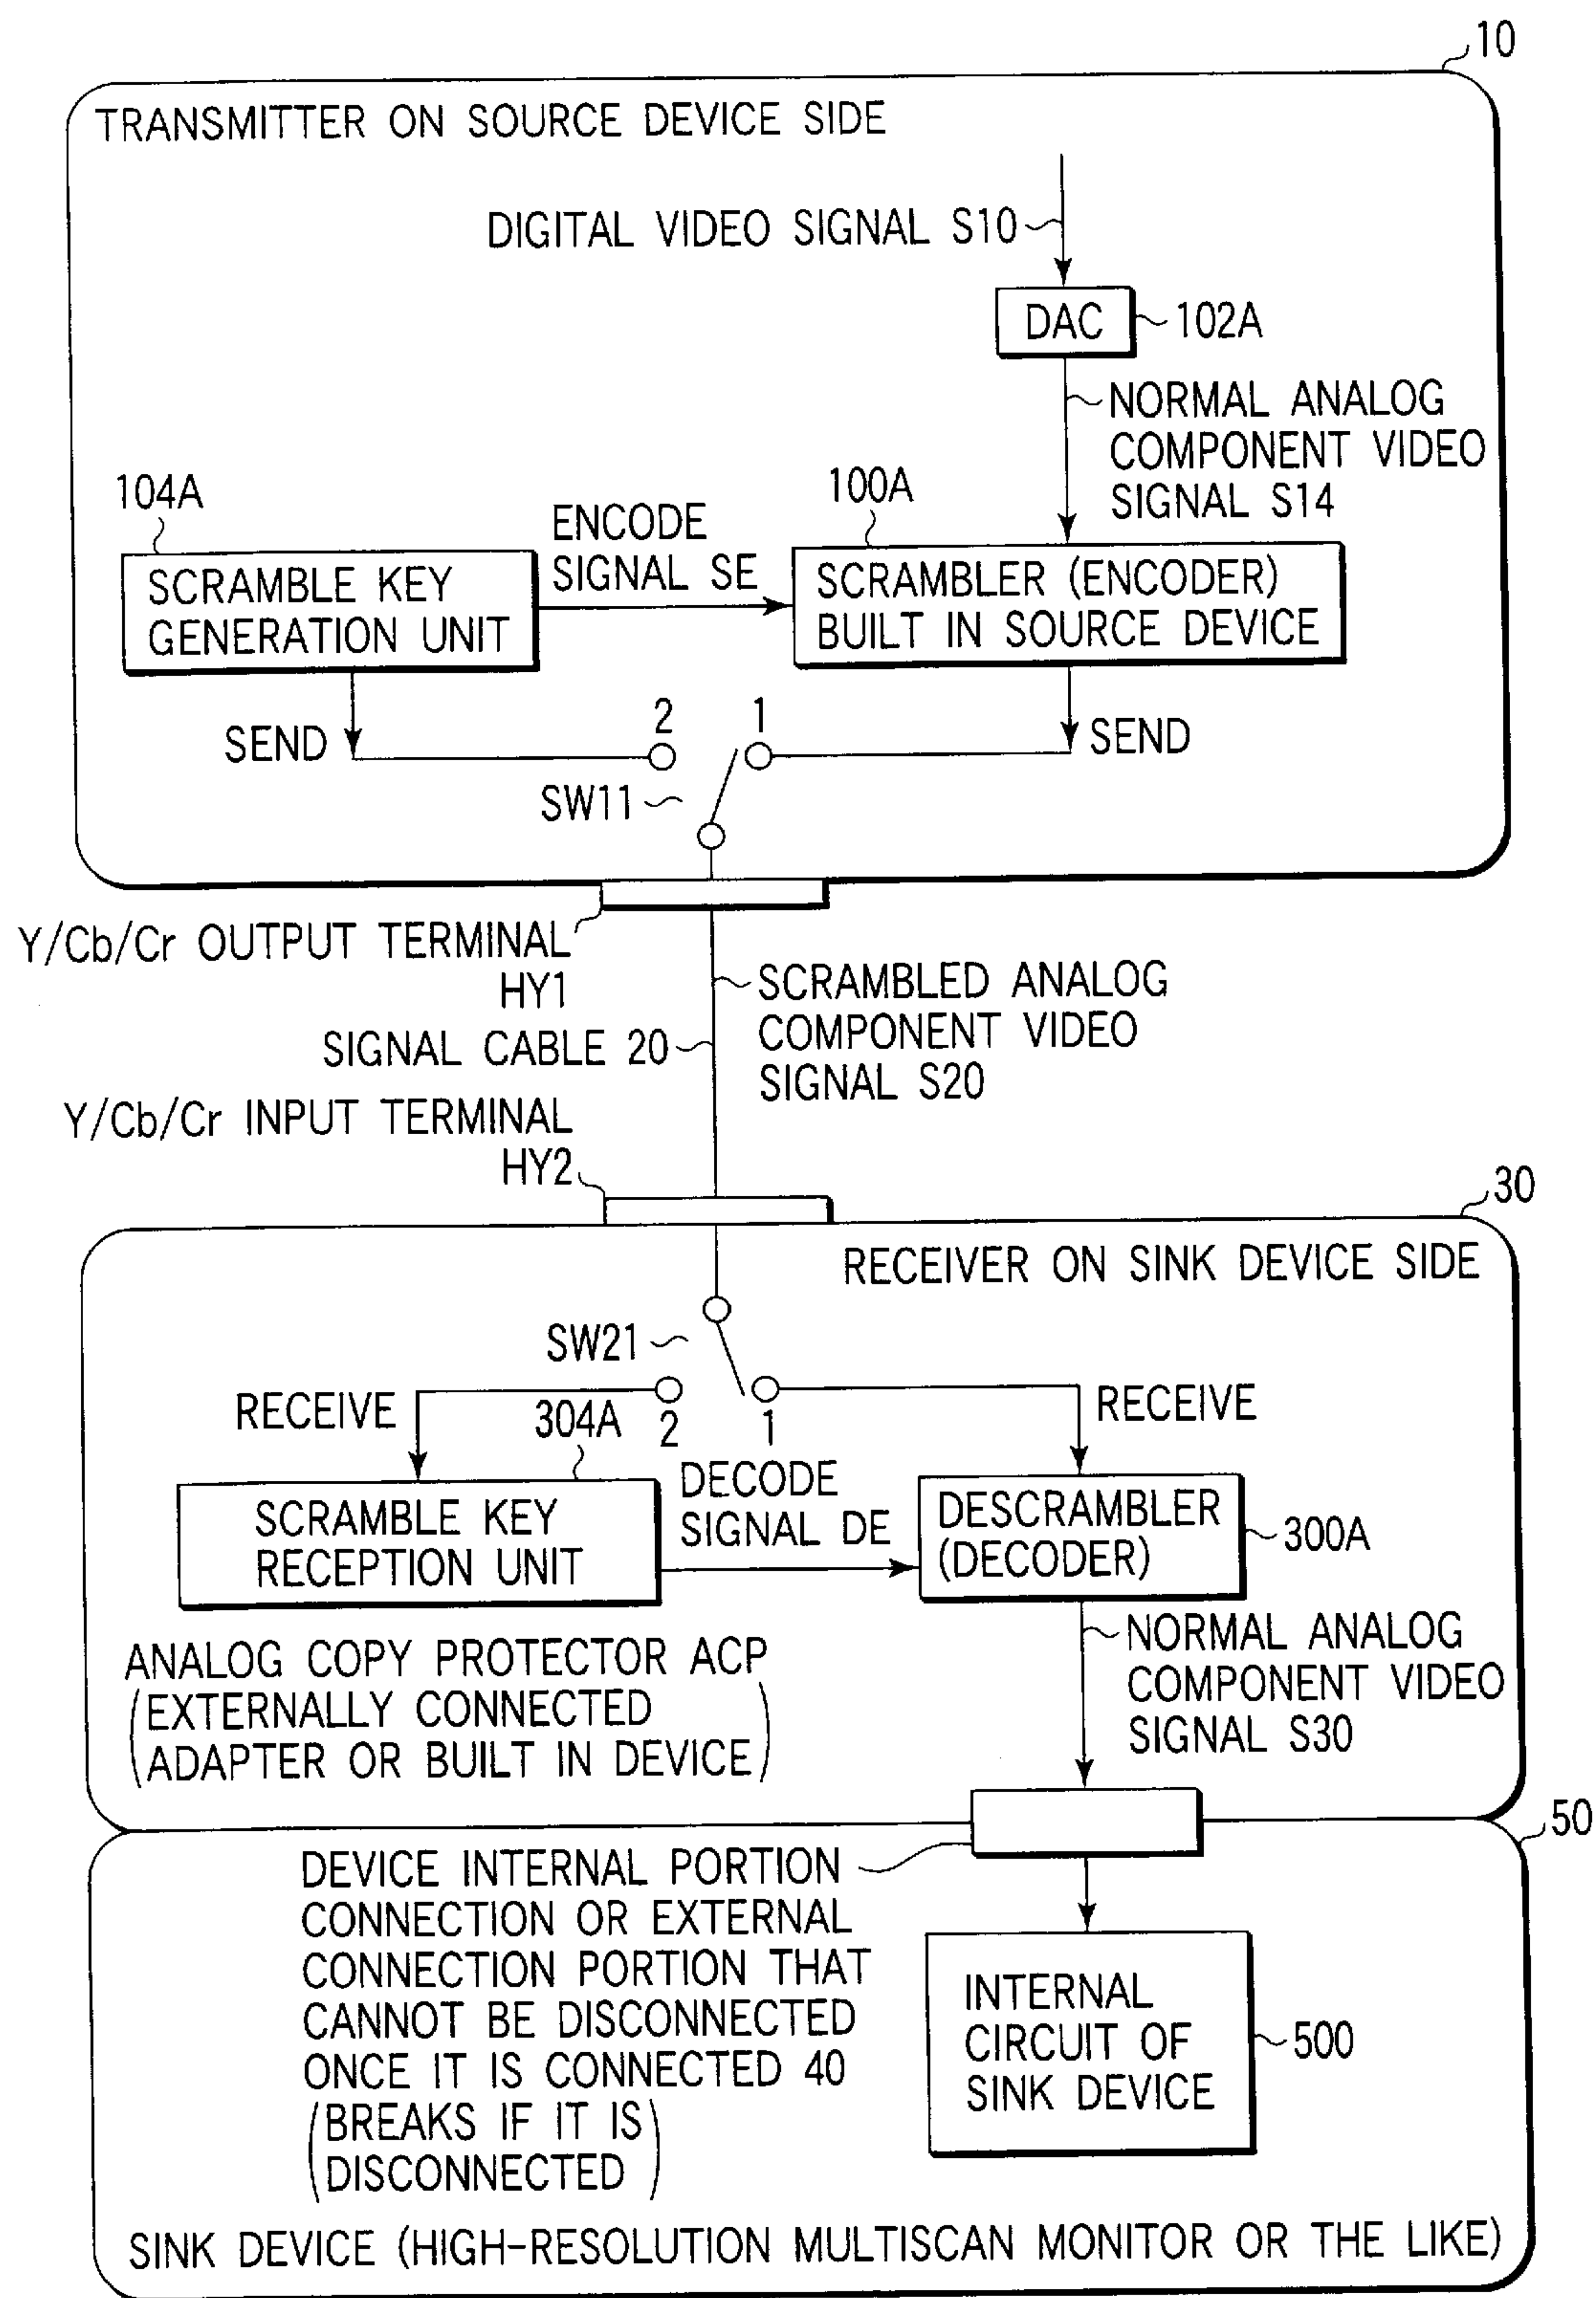 10
TRANSMITTER ON SOURCE DEVICE SIDE
DIGITAL VIDEO SIGNAL S10
DAC
102A
NORMAL ANALOG
COMPONENT VIDEO
SIGNAL S14
104A
100A
ENCODE
SIGNAL SE
SCRAMBLE KEY
GENERATION UNIT
SCRAMBLER (ENCODER)
BUILT IN SOURCE DEVICE
SEND
2
1
SEND
SW11
Y/Cb/Cr OUTPUT TERMINAL
HY1
SCRAMBLED ANALOG
COMPONENT VIDEO
SIGNAL S20
SIGNAL CABLE 20
Y/Cb/Cr INPUT TERMINAL
HY2
30
RECEIVER ON SINK DEVICE SIDE
SW21
RECEIVE
304A
2
1
RECEIVE
DECODE
SIGNAL DE
SCRAMBLE KEY
RECEPTION UNIT
DESCRAMBLER
(DECODER)
300A
NORMAL ANALOG
COMPONENT VIDEO
SIGNAL S30
ANALOG COPY PROTECTOR ACP
(EXTERNALLY CONNECTED
ADAPTER OR BUILT IN DEVICE)
50
DEVICE INTERNAL PORTION
CONNECTION OR EXTERNAL
CONNECTION PORTION THAT
CANNOT BE DISCONNECTED
ONCE IT IS CONNECTED 40
(BREAKS IF IT IS
DISCONNECTED)
INTERNAL
CIRCUIT OF
SINK DEVICE
500
SINK DEVICE (HIGH-RESOLUTION MULTISCAN MONITOR OR THE LIKE)